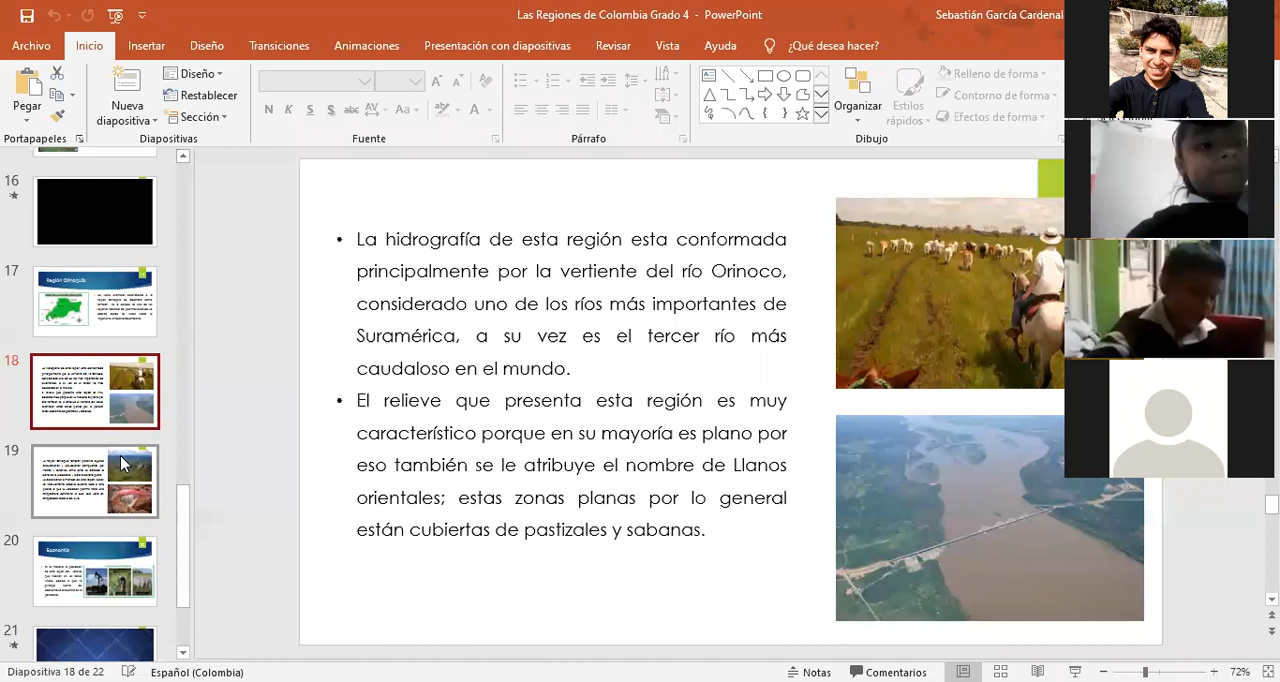 Las Regiones de Colombia Grado 4 - PowerPoint
Sebastián García Cardenal
Archivo Inicio Insertar Diseño Transiciones Animaciones Presentación con diapositivas Revisar Vista Ayuda ¿Qué desea hacer?
Pegar
Nueva diapositiva
Diseño
Restablecer
Sección
N K S S abc AV Aa A
Organizar
Estilos rápidos
Relleno de forma
Contorno de forma
Efectos de forma
Portapapeles Diapositivas Fuente Párrafo Dibujo
16
17
Región Orinoquía
18
19
20
Economía
21
• La hidrografía de esta región esta conformada
principalmente por la vertiente del río Orinoco,
considerado uno de los ríos más importantes de
Suramérica, a su vez es el tercer río más
caudaloso en el mundo.
• El relieve que presenta esta región es muy
característico porque en su mayoría es plano por
eso también se le atribuye el nombre de Llanos
orientales, estas zonas planas por lo general
están cubiertas de pastizales y sabanas.
Diapositiva 18 de 22 Español (Colombia) Notas Comentarios 72%